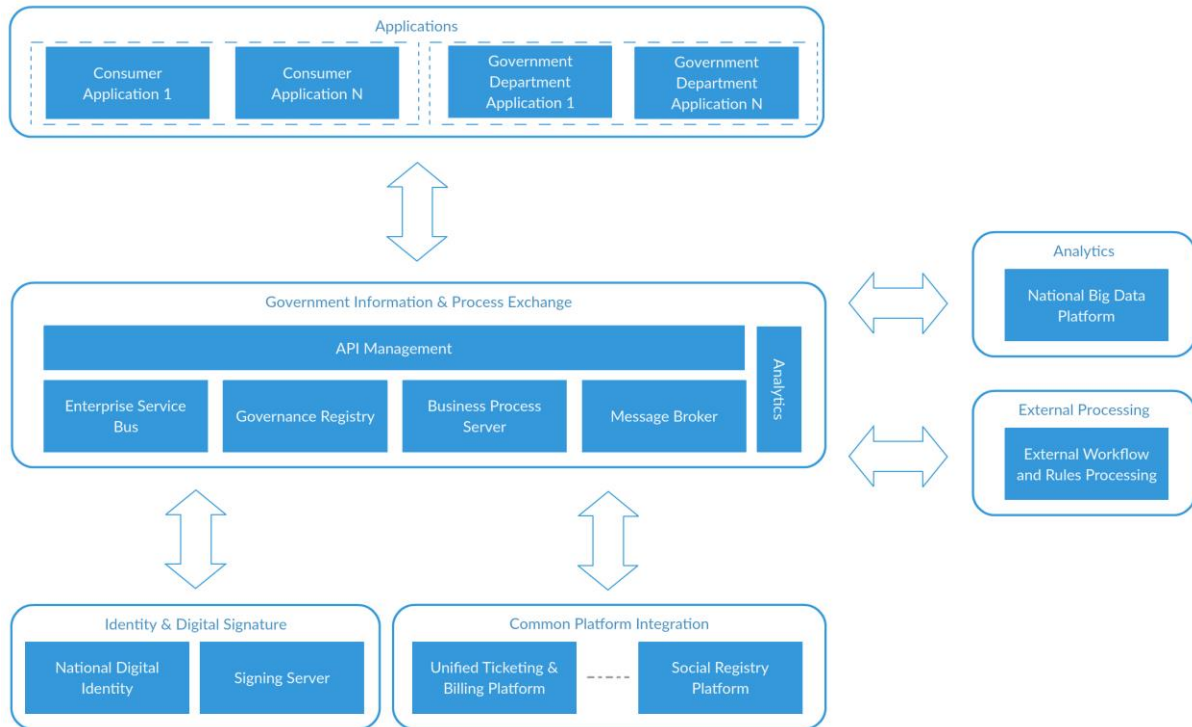 Applications
Consumer
Application 1
Consumer
Application N
Government
Department
Application 1
Government
Department
Application N
Government Information & Process Exchange
API Management
Analytics
Enterprise Service
Bus
Governance Registry
Business Process
Server
Message Broker
Analytics
National Big Data
Platform
External Processing
External Workflow
and Rules Processing
Identity & Digital Signature
National Digital
Identity
Signing Server
Common Platform Integration
Unified Ticketing &
Billing Platform
Social Registry
Platform